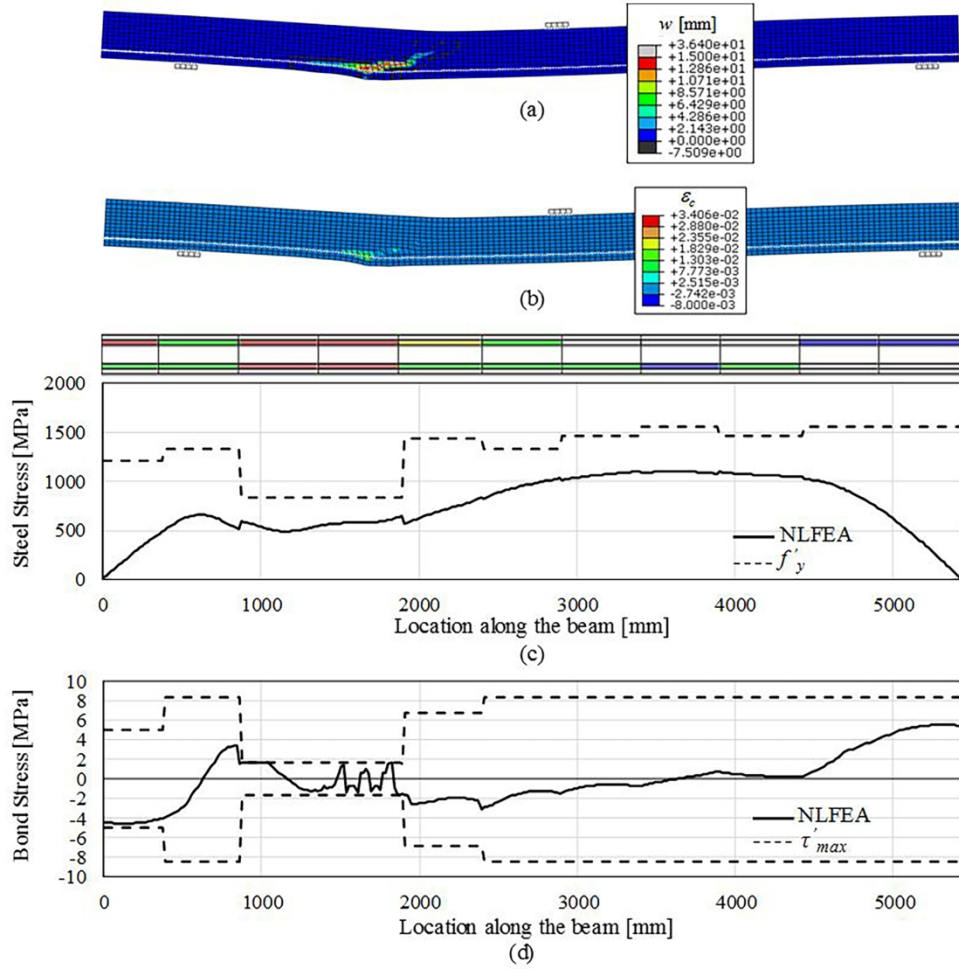 w [mm]
+3.640e+01
+1.500e+01
+1.286e+01
+1.071e+01
+8.571e+00
+6.429e+00
+4.286e+00
+2.143e+00
+0.000e+00
-7.509e+00
(a)
εc
+3.406e-02
+2.880e-02
+2.355e-02
+1.829e-02
+1.303e-02
+7.773e-03
+2.515e-03
-2.742e-03
-8.000e-03
(b)
Steel Stress [MPa]
2000
1500
1000
500
0
NLFEA
f'y
0 1000 2000 3000 4000 5000
Location along the beam [mm]
(c)
Bond Stress [MPa]
10
8
6
4
2
0
-2
-4
-6
-8
-10
NLFEA
τ'max
0 1000 2000 3000 4000 5000
Location along the beam [mm]
(d)